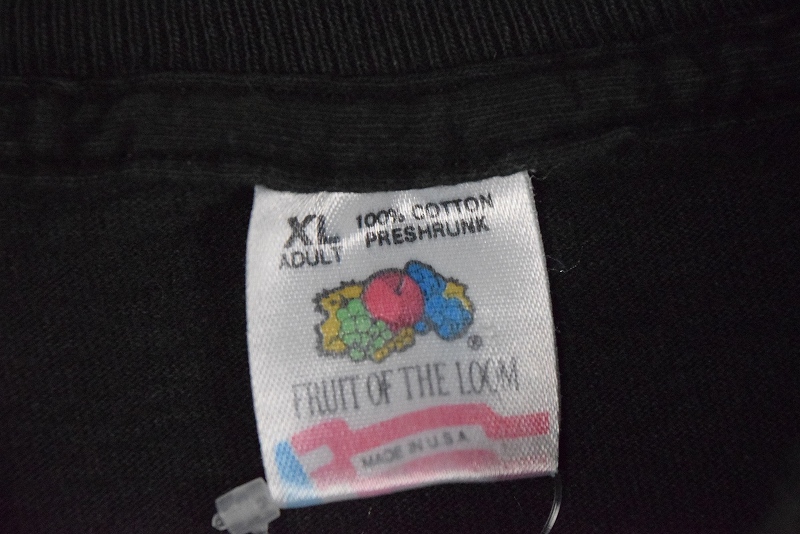 XL 100% COTTON
ADULT PRESHRUNK
®
FRUIT OF THE LOOM
MADE IN U.S.A.